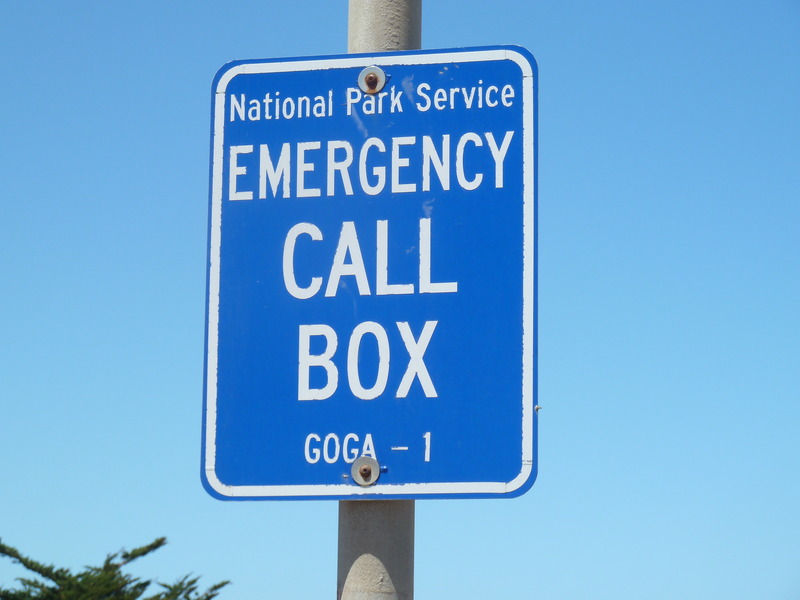 National Park Service
EMERGENCY
CALL
BOX
GOGA - 1